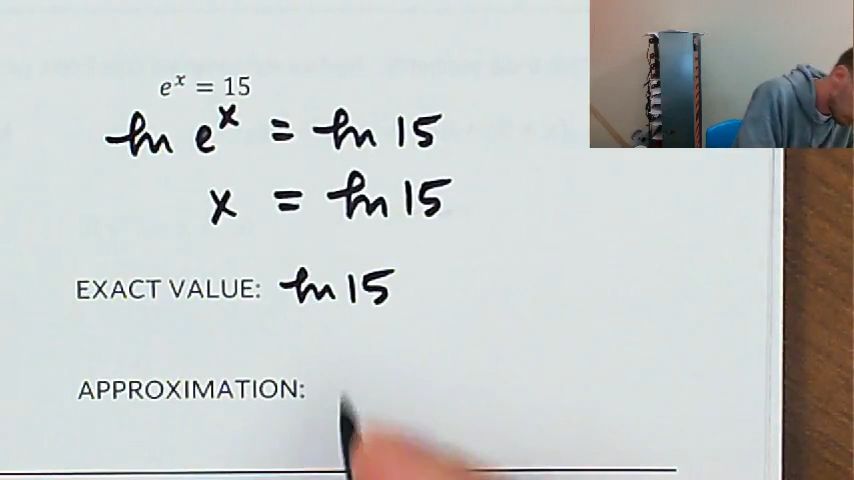 e^x = 15
ln e^x = ln 15
x = ln 15
EXACT VALUE: ln 15
APPROXIMATION: